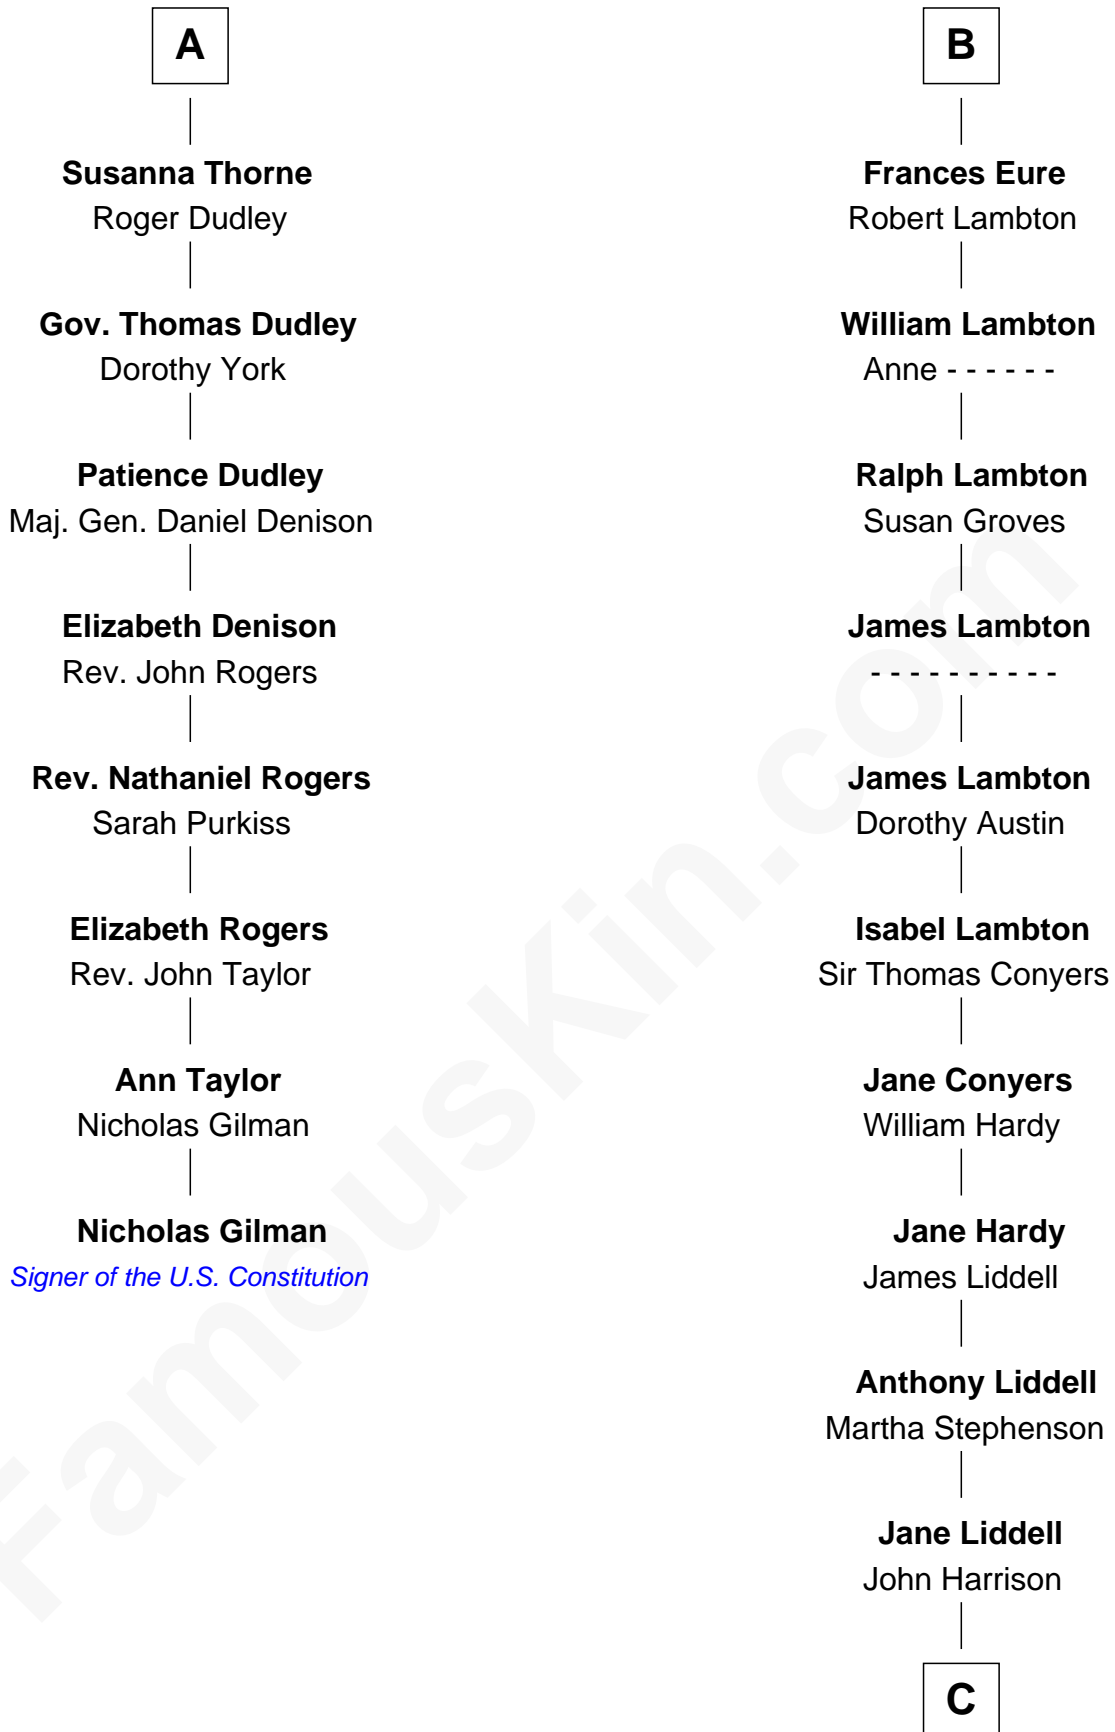 A
Susanna Thorne
Roger Dudley
Gov. Thomas Dudley
Dorothy York
Patience Dudley
Maj. Gen. Daniel Denison
Elizabeth Denison
Rev. John Rogers
Rev. Nathaniel Rogers
Sarah Purkiss
Elizabeth Rogers
Rev. John Taylor
Ann Taylor
Nicholas Gilman
Nicholas Gilman
Signer of the U.S. Constitution
B
Frances Eure
Robert Lambton
William Lambton
Anne - - - - - -
Ralph Lambton
Susan Groves
James Lambton
- - - - - - - - - -
James Lambton
Dorothy Austin
Isabel Lambton
Sir Thomas Conyers
Jane Conyers
William Hardy
Jane Hardy
James Liddell
Anthony Liddell
Martha Stephenson
Jane Liddell
John Harrison
C
FamousKin.com